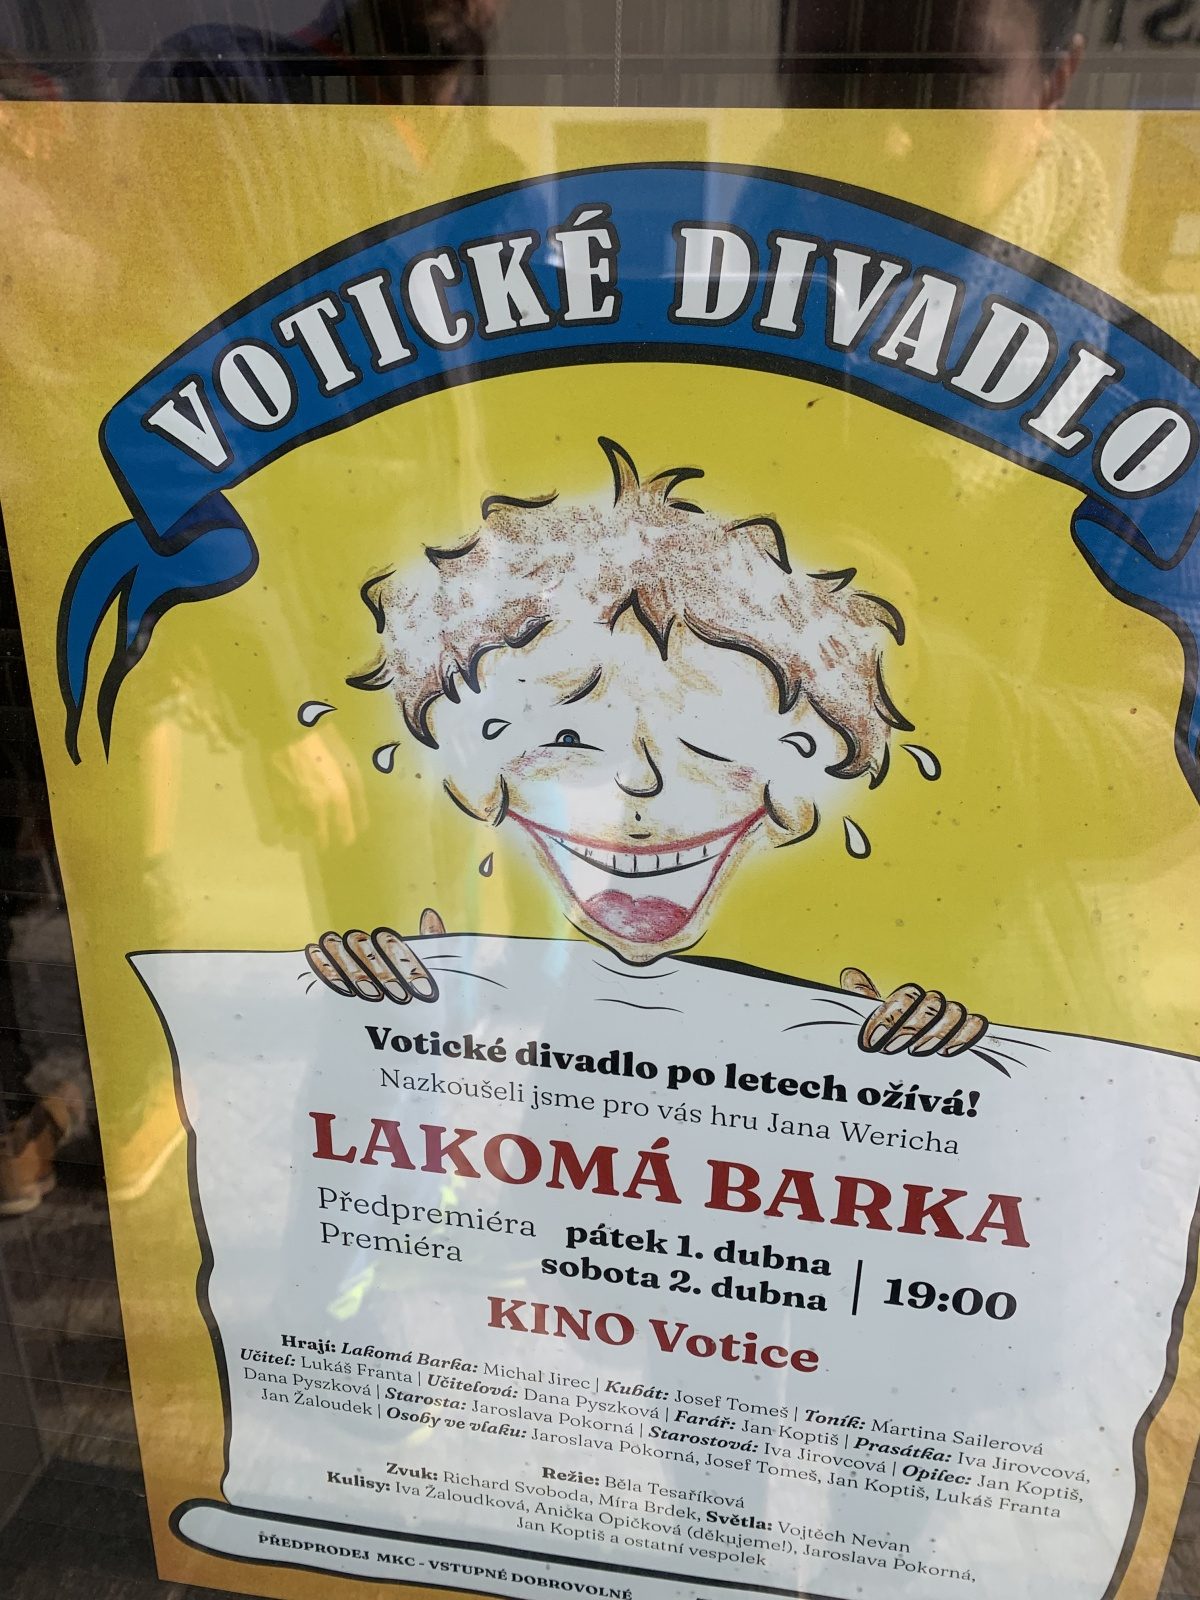 VOTICKÉ DIVADLO
Votické divadlo po letech ožívá!
Nazkoušeli jsme pro vás hru Jana Wericha
LAKOMÁ BARKA
Předpremiéra pátek 1. dubna
Premiéra sobota 2. dubna
19:00
KINO Votice
Hrají: Lakomá Barka: Michal Jirec | Kubát: Josef Tomeš | Toník: Martina Sailerová
Učitel: Lukáš Franta | Učitelová: Dana Pyszková | Farář: Jan Koptiš | Prasátka: Iva Jirovcová,
Dana Pyszková | Starosta: Jaroslava Pokorná | Starostová: Iva Jirovcová | Opilec: Jan Koptiš,
Jan Žaloudek | Osoby ve vlaku: Jaroslava Pokorná, Josef Tomeš, Jan Koptiš, Lukáš Franta
Režie: Běla Tesaříková
Zvuk: Richard Svoboda, Míra Brdek, Světla: Vojtěch Nevan
Kulisy: Iva Žaloudková, Anička Opičková (děkujeme!), Jaroslava Pokorná,
Jan Koptiš a ostatní vespolek
PŘEDPRODEJ MKC - VSTUPNÉ DOBROVOLNÉ